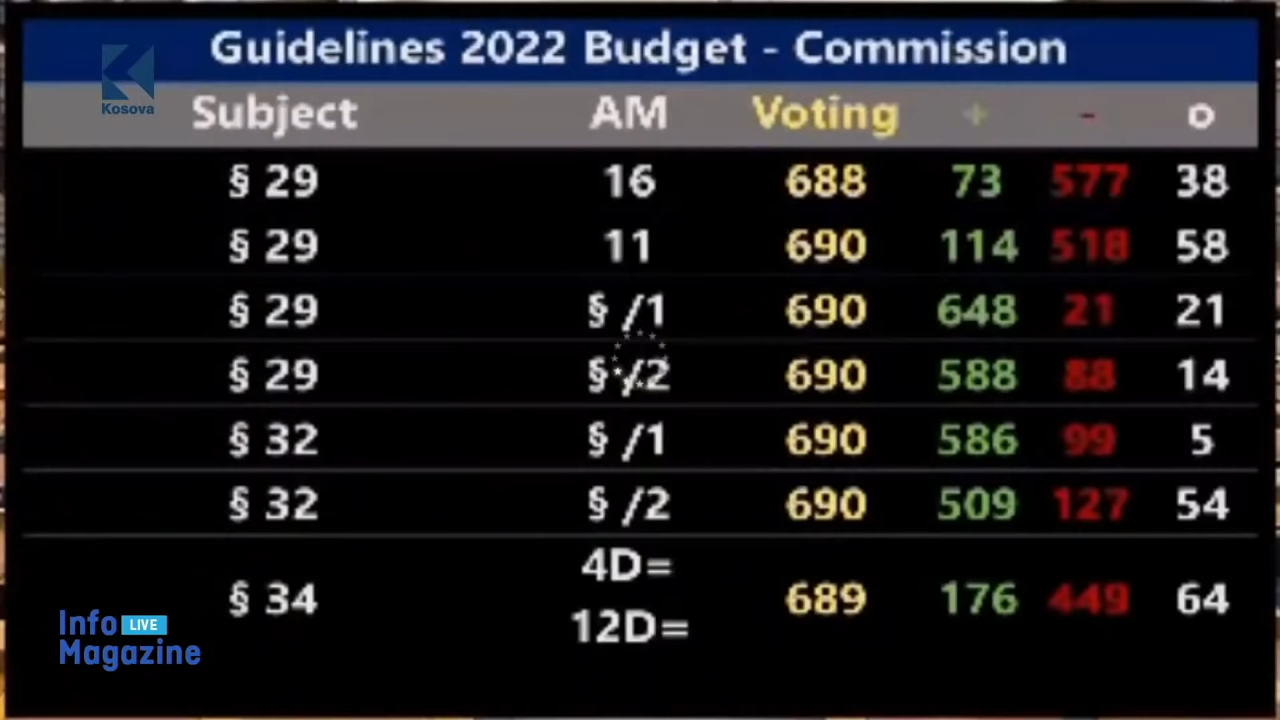 Guidelines 2022 Budget - Commission
Kosova
Subject AM Voting + - o
§ 29 16 688 73 577 38
§ 29 11 690 114 518 58
§ 29 § /1 690 648 21 21
§ 29 § /2 690 588 88 14
§ 32 § /1 690 586 99 5
§ 32 § /2 690 509 127 54
4D=
§ 34 689 176 449 64
12D=
Info LIVE
Magazine